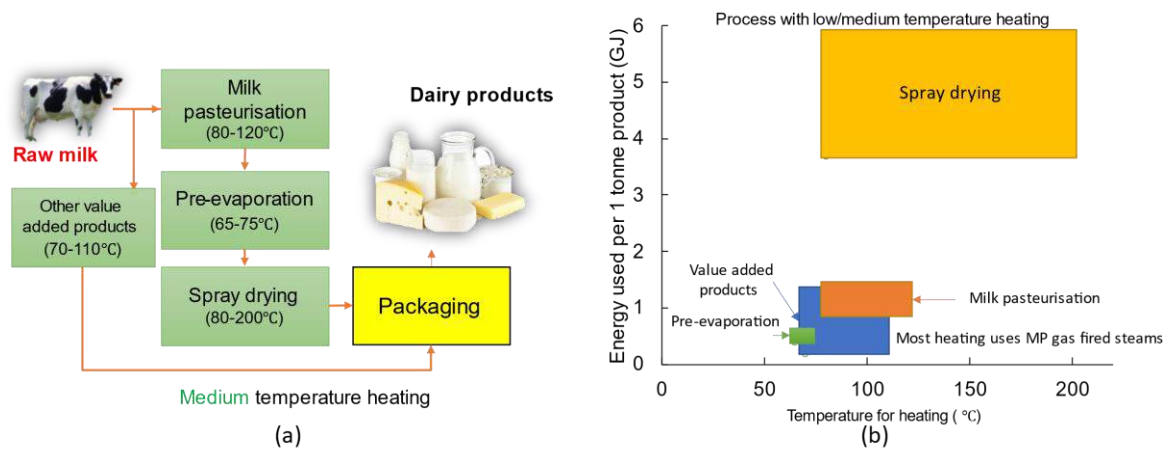 Raw milk
Milk
pasteurisation
(80-120℃)
Pre-evaporation
(65-75℃)
Spray drying
(80-200℃)
Other value
added products
(70-110℃)
Dairy products
Packaging
Medium temperature heating
(a)
Process with low/medium temperature heating
Energy used per 1 tonne product (GJ)
6
5
4
3
2
1
0
Spray drying
Value added
products
Pre-evaporation
Milk pasteurisation
Most heating uses MP gas fired steams
0
50
100
150
200
Temperature for heating ( ℃)
(b)